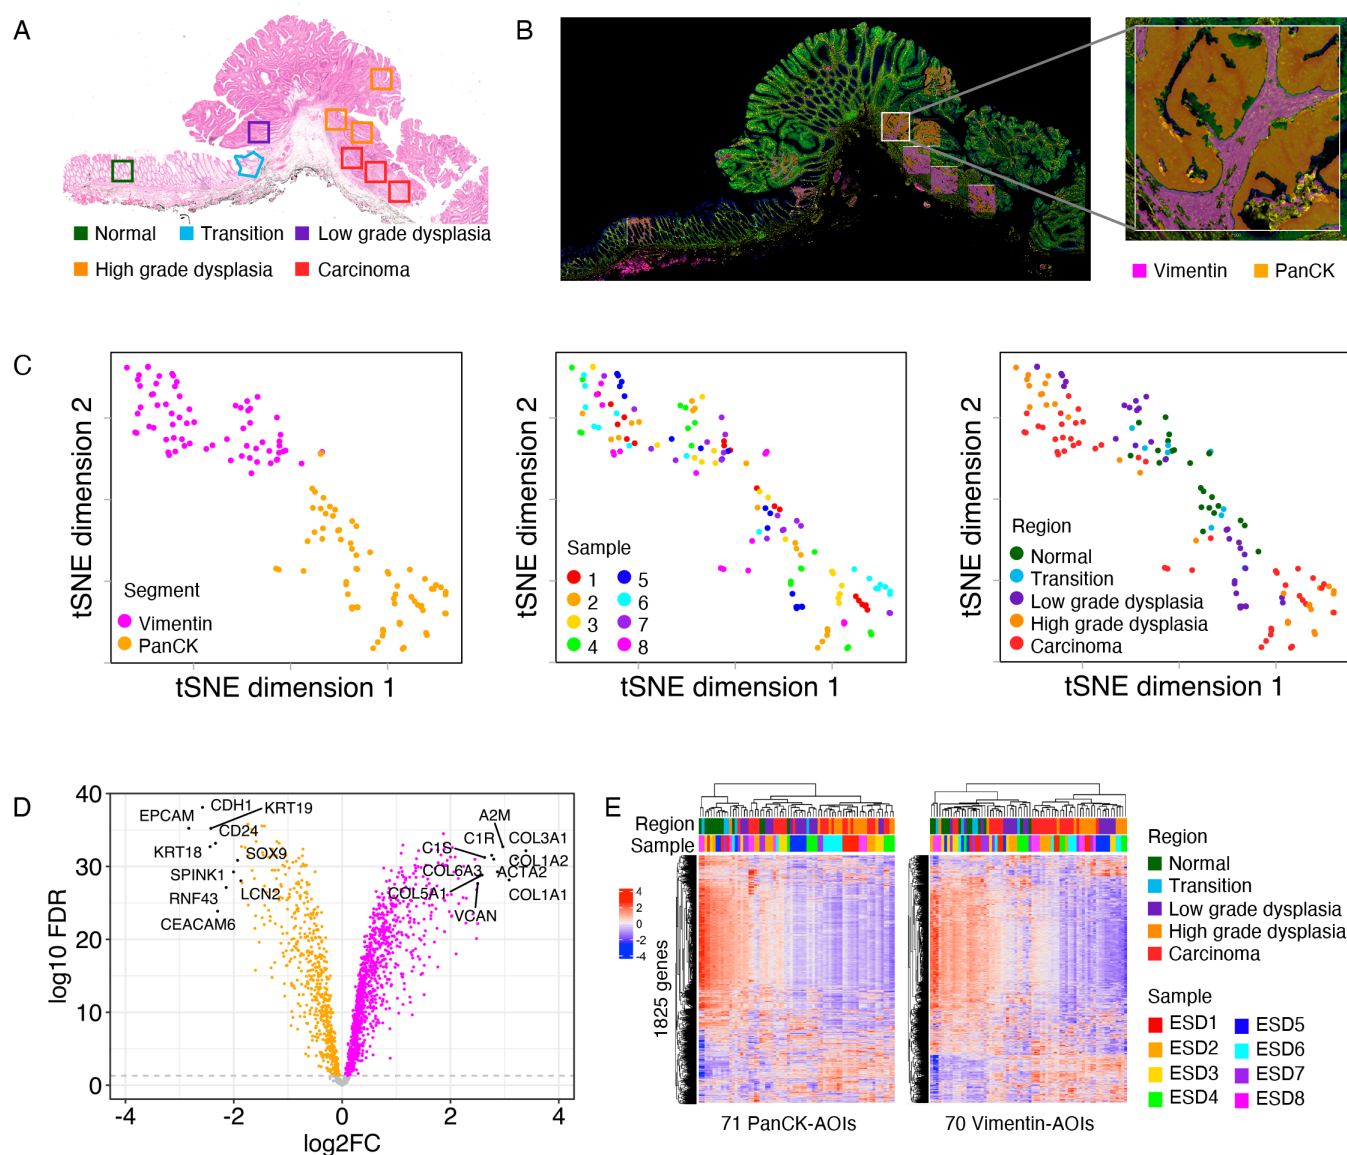 A
Normal
Transition
Low grade dysplasia
High grade dysplasia
Carcinoma
B
Vimentin
PanCK
C
tSNE dimension 2
Segment
Vimentin
PanCK
tSNE dimension 1
tSNE dimension 2
Sample
1 5
2 6
3 7
4 8
tSNE dimension 1
tSNE dimension 2
Region
Normal
Transition
Low grade dysplasia
High grade dysplasia
Carcinoma
tSNE dimension 1
D
log10 FDR
40
30
20
10
0
-4 -2 0 2 4
log2FC
EPCAM
CDH1
KRT19
CD24
KRT18
SOX9
SPINK1
RNF43
LCN2
CEACAM6
A2M
C1R
COL3A1
C1S
COL1A2
COL6A3
ACTA2
COL5A1
COL1A1
VCAN
E
Region
Sample
4
2
0
-2
-4
1825 genes
71 PanCK-AOIs
70 Vimentin-AOIs
Region
Normal
Transition
Low grade dysplasia
High grade dysplasia
Carcinoma
Sample
ESD1 ESD5
ESD2 ESD6
ESD3 ESD7
ESD4 ESD8